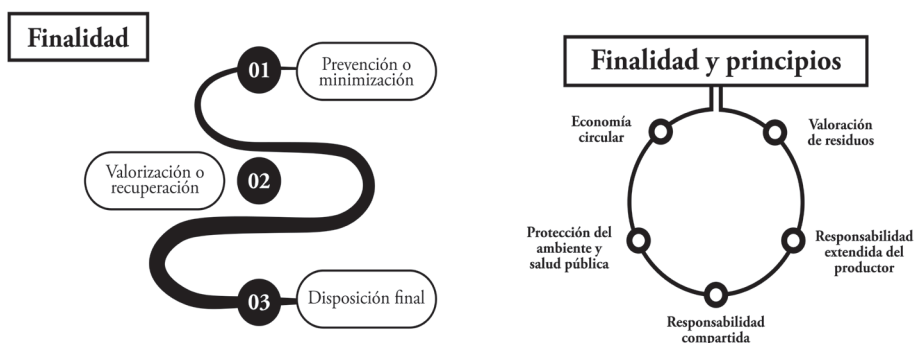 Finalidad
01
Prevención o
minimización
Valorización o
recuperación
02
03
Disposición final
Finalidad y principios
Economía
circular
Valoración
de residuos
Protección del
ambiente y
salud pública
Responsabilidad
extendida del
productor
Responsabilidad
compartida